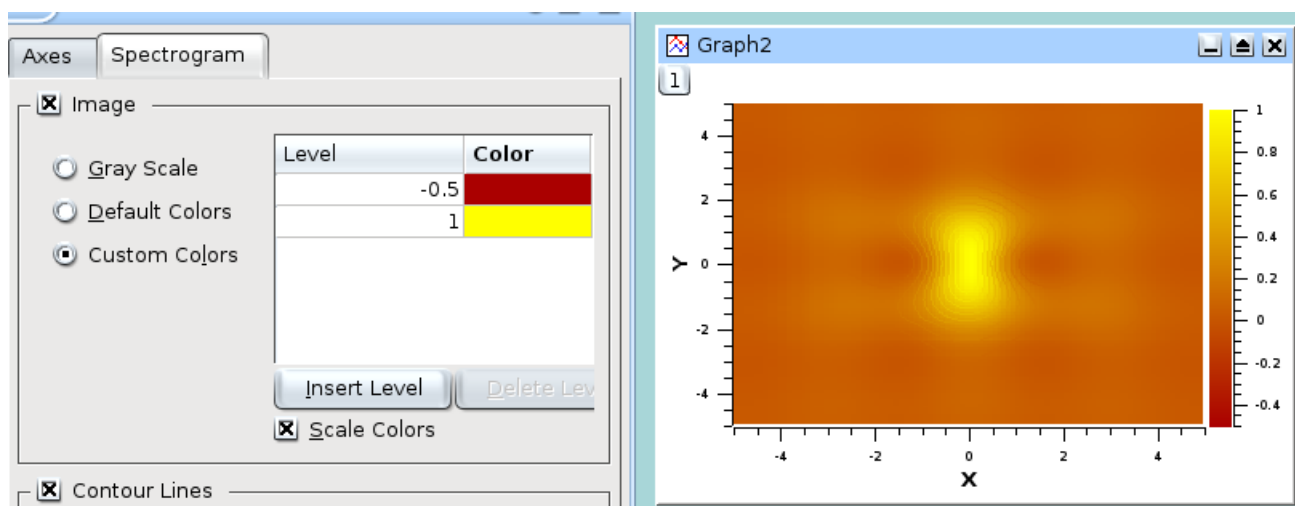 Axes Spectrogram
Image
Gray Scale
Default Colors
Custom Colors
Level Color
-0.5
1
Insert Level Delete Lev
Scale Colors
Contour Lines
Graph2
1
4
2
0
-2
-4
Y
-4 -2 0 2 4
X
1
0.8
0.6
0.4
0.2
0
-0.2
-0.4